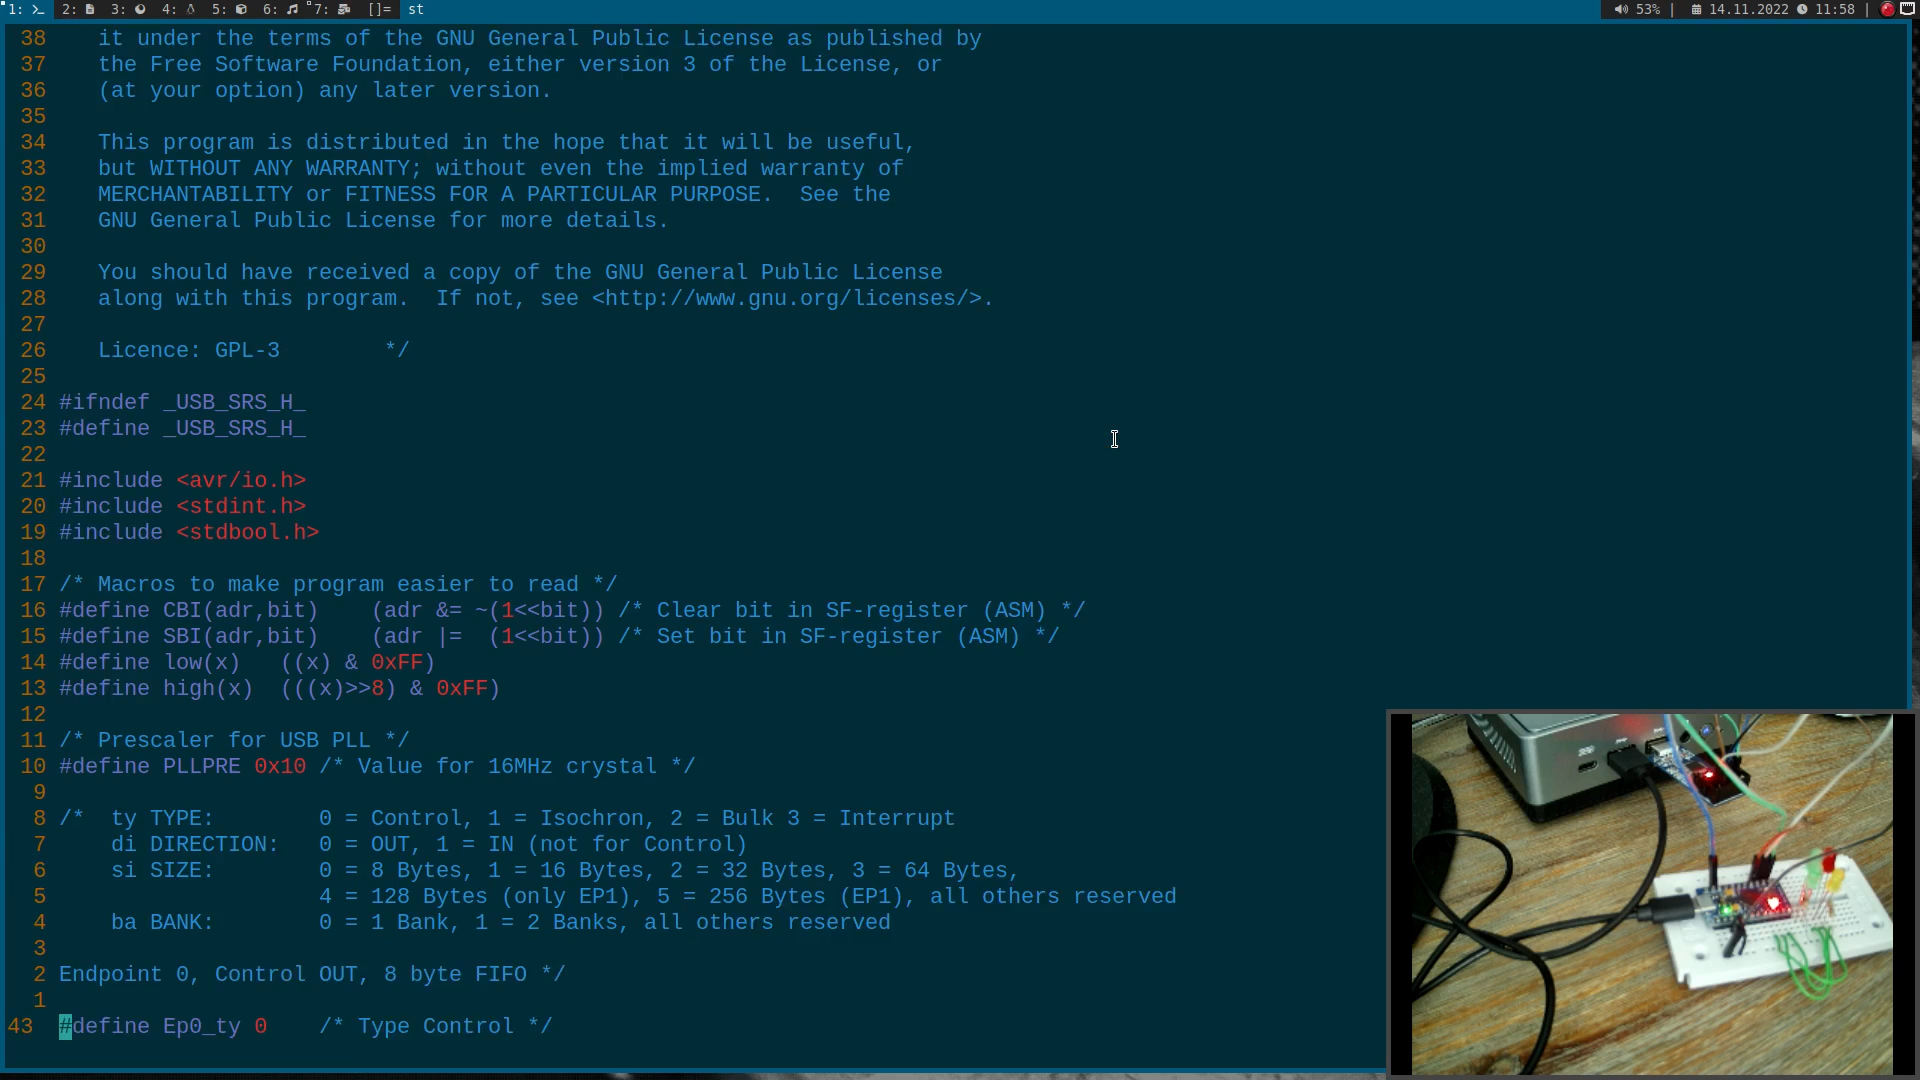 1: 2: 3: 4: 5: 6: 7: []= st 53% | 14.11.2022 11:58 |
38 it under the terms of the GNU General Public License as published by
37 the Free Software Foundation, either version 3 of the License, or
36 (at your option) any later version.
35
34 This program is distributed in the hope that it will be useful,
33 but WITHOUT ANY WARRANTY; without even the implied warranty of
32 MERCHANTABILITY or FITNESS FOR A PARTICULAR PURPOSE.  See the
31 GNU General Public License for more details.
30
29 You should have received a copy of the GNU General Public License
28 along with this program.  If not, see <http://www.gnu.org/licenses/>.
27
26 Licence: GPL-3        */
25
24 #ifndef _USB_SRS_H_
23 #define _USB_SRS_H_
22
21 #include <avr/io.h>
20 #include <stdint.h>
19 #include <stdbool.h>
18
17 /* Macros to make program easier to read */
16 #define CBI(adr,bit)    (adr &= ~(1<<bit)) /* Clear bit in SF-register (ASM) */
15 #define SBI(adr,bit)    (adr |=  (1<<bit)) /* Set bit in SF-register (ASM) */
14 #define low(x)   ((x) & 0xFF)
13 #define high(x)  (((x)>>8) & 0xFF)
12
11 /* Prescaler for USB PLL */
10 #define PLLPRE 0x10 /* Value for 16MHz crystal */
9
8 /*  ty TYPE:        0 = Control, 1 = Isochron, 2 = Bulk 3 = Interrupt
7     di DIRECTION:   0 = OUT, 1 = IN (not for Control)
6     si SIZE:        0 = 8 Bytes, 1 = 16 Bytes, 2 = 32 Bytes, 3 = 64 Bytes,
5                     4 = 128 Bytes (only EP1), 5 = 256 Bytes (EP1), all others reserved
4     ba BANK:        0 = 1 Bank, 1 = 2 Banks, all others reserved
3
2 Endpoint 0, Control OUT, 8 byte FIFO */
1
43 #define Ep0_ty 0    /* Type Control */